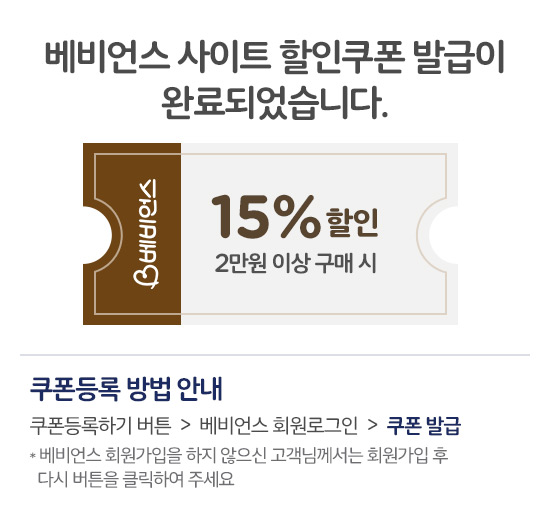 베비언스 사이트 할인쿠폰 발급이
완료되었습니다.
베비언스
15% 할인
2만원 이상 구매 시
쿠폰등록 방법 안내
쿠폰등록하기 버튼 > 베비언스 회원로그인 > 쿠폰 발급
* 베비언스 회원가입을 하지 않으신 고객님께서는 회원가입 후
다시 버튼을 클릭하여 주세요